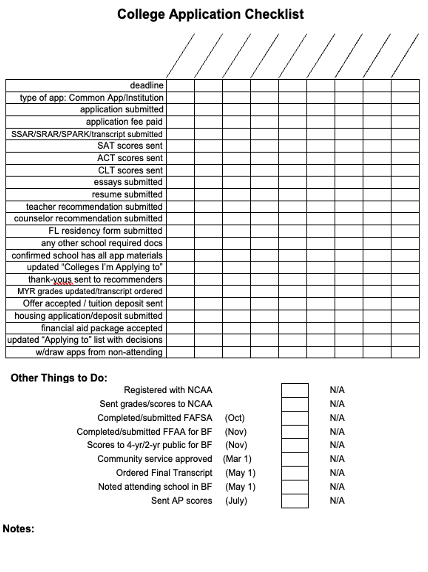 College Application Checklist
deadline
type of app: Common App/Institution
application submitted
application fee paid
SSAR/SRAR/SPARK/transcript submitted
SAT scores sent
ACT scores sent
CLT scores sent
essays submitted
resume submitted
teacher recommendation submitted
counselor recommendation submitted
FL residency form submitted
any other school required docs
confirmed school has all app materials
updated "Colleges I'm Applying to"
thank-yous sent to recommenders
MYR grades updated/transcript ordered
Offer accepted / tuition deposit sent
housing application/deposit submitted
financial aid package accepted
updated "Applying to" list with decisions
w/draw apps from non-attending
Other Things to Do:
Registered with NCAA N/A
Sent grades/scores to NCAA N/A
Completed/submitted FAFSA (Oct) N/A
Completed/submitted FFAA for BF (Nov) N/A
Scores to 4-yr/2-yr public for BF (Nov) N/A
Community service approved (Mar 1) N/A
Ordered Final Transcript (May 1) N/A
Noted attending school in BF (May 1) N/A
Sent AP scores (July) N/A
Notes: